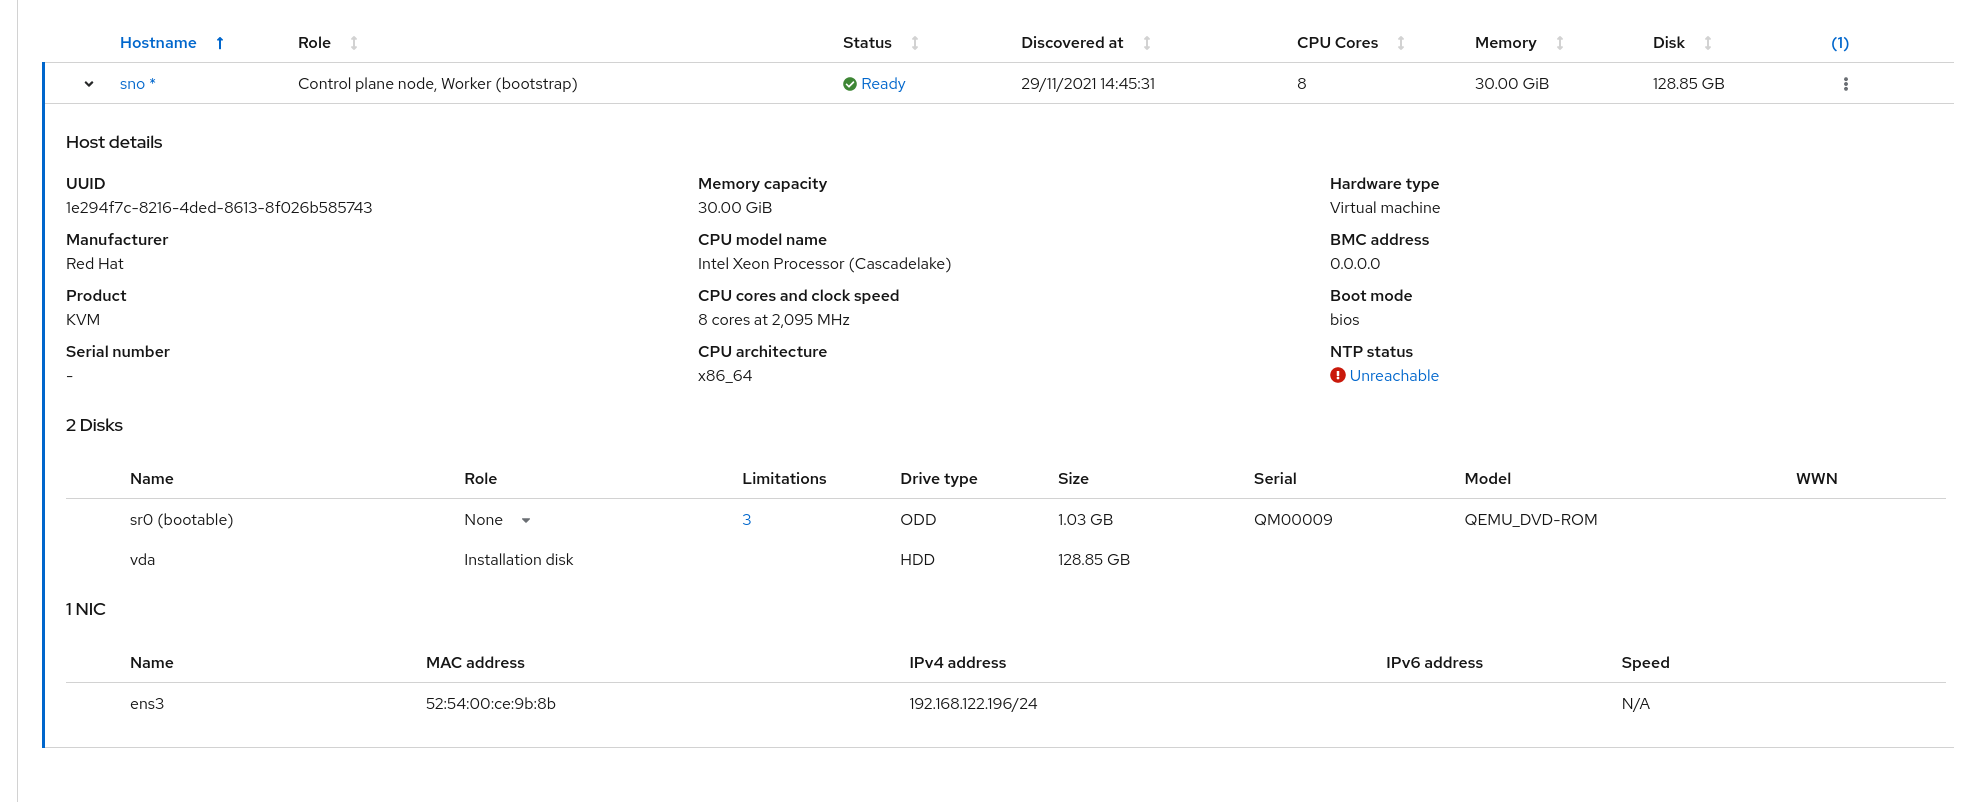 Hostname Role Status Discovered at CPU Cores Memory Disk (1)
sno * Control plane node, Worker (bootstrap) Ready 29/11/2021 14:45:31 8 30.00 GiB 128.85 GB
Host details
UUID Memory capacity Hardware type
1e294f7c-8216-4ded-8613-8f026b585743 30.00 GiB Virtual machine
Manufacturer CPU model name BMC address
Red Hat Intel Xeon Processor (Cascadelake) 0.0.0.0
Product CPU cores and clock speed Boot mode
KVM 8 cores at 2,095 MHz bios
Serial number CPU architecture NTP status
- x86_64 Unreachable
2 Disks
Name Role Limitations Drive type Size Serial Model WWN
sr0 (bootable) None 3 ODD 1.03 GB QM00009 QEMU_DVD-ROM
vda Installation disk HDD 128.85 GB
1 NIC
Name MAC address IPv4 address IPv6 address Speed
ens3 52:54:00:ce:9b:8b 192.168.122.196/24 N/A